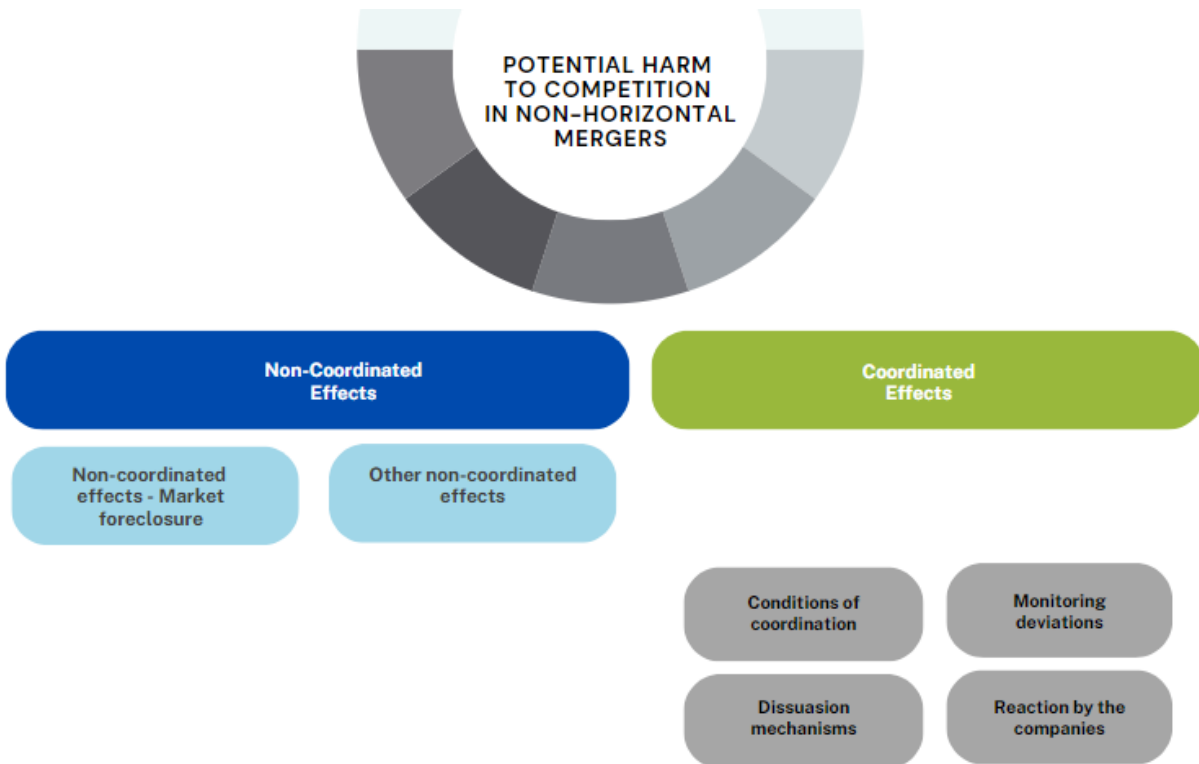 POTENTIAL HARM
TO COMPETITION
IN NON-HORIZONTAL
MERGERS
Non-Coordinated
Effects
Coordinated
Effects
Non-coordinated
effects - Market
foreclosure
Other non-coordinated
effects
Conditions of
coordination
Monitoring
deviations
Dissuasion
mechanisms
Reaction by the
companies